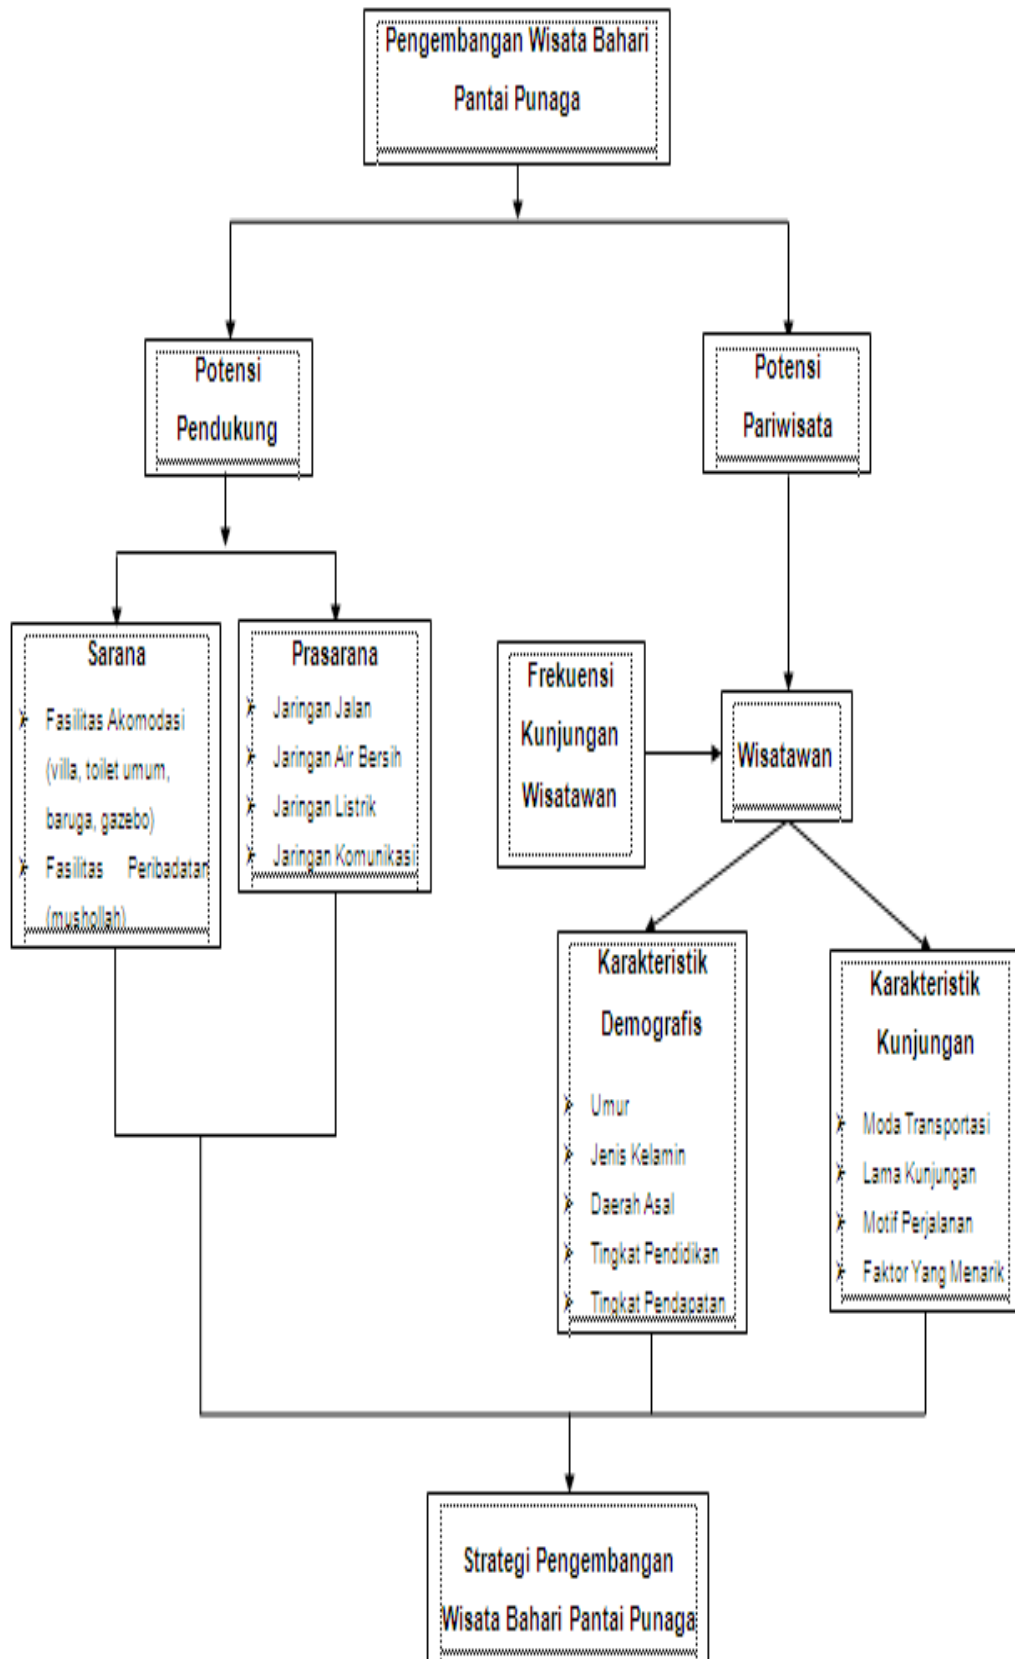 Pengembangan Wisata Bahari
Pantai Punaga
Potensi
Pendukung
Potensi
Pariwisata
Sarana
➢ Fasilitas Akomodasi
(villa, toilet umum,
baruga, gazebo)
➢ Fasilitas Peribadatan
(mushollah)
Prasarana
➢ Jaringan Jalan
➢ Jaringan Air Bersih
➢ Jaringan Listrik
➢ Jaringan Komunikasi
Frekuensi
Kunjungan
Wisatawan
Wisatawan
Karakteristik
Demografis
➢ Umur
➢ Jenis Kelamin
➢ Daerah Asal
➢ Tingkat Pendidikan
➢ Tingkat Pendapatan
Karakteristik
Kunjungan
➢ Moda Transportasi
➢ Lama Kunjungan
➢ Motif Perjalanan
➢ Faktor Yang Menarik
Strategi Pengembangan
Wisata Bahari Pantai Punaga